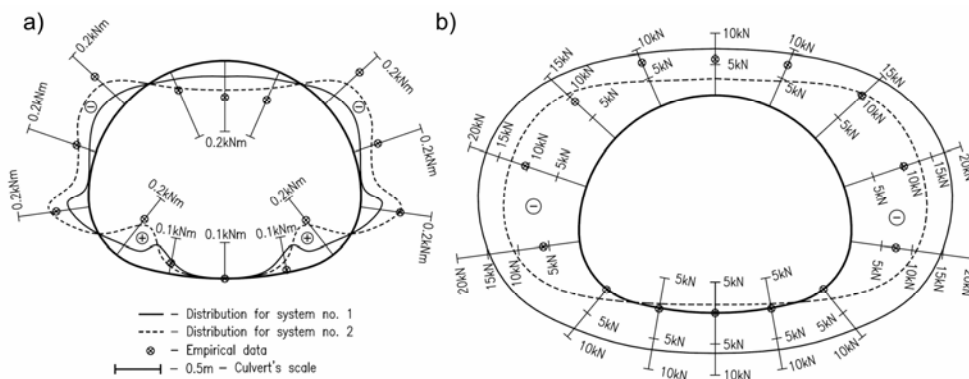 a)
0.2kNm
0.2kNm
0.2kNm
0.2kNm
0.2kNm
0.2kNm
0.2kNm
0.2kNm
0.2kNm
0.1kNm
0.1kNm
0.1kNm
− Distribution for system no. 1
− Distribution for system no. 2
− Empirical data
− 0.5m − Culvert's scale
b)
10kN
10kN
10kN
5kN
5kN
5kN
15kN
10kN
5kN
15kN
10kN
5kN
20kN
15kN
10kN
5kN
20kN
15kN
10kN
5kN
20kN
15kN
10kN
5kN
5kN
10kN
15kN
20kN
5kN
5kN
5kN
5kN
5kN
5kN
5kN
5kN
5kN
5kN
10kN
10kN
10kN
10kN
10kN